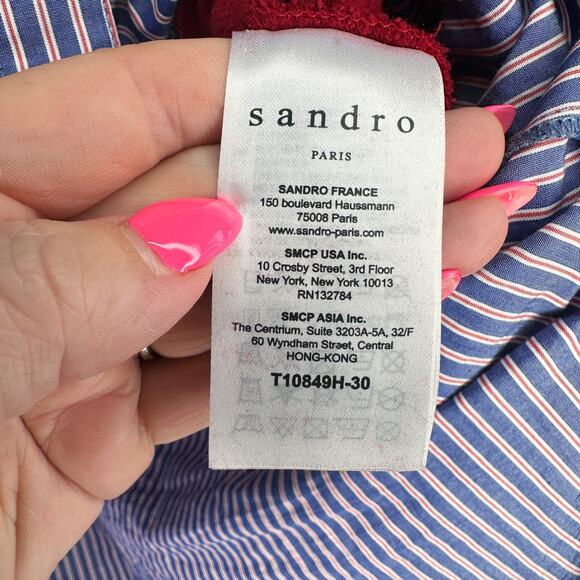 sandro
PARIS
SANDRO FRANCE
150 boulevard Haussmann
75008 Paris
www.sandro-paris.com
SMCP USA Inc.
10 Crosby Street, 3rd Floor
New York, New York 10013
RN132784
SMCP ASIA Inc.
The Centrium, Suite 3203A-5A, 32/F
60 Wyndham Street, Central
HONG-KONG
T10849H-30